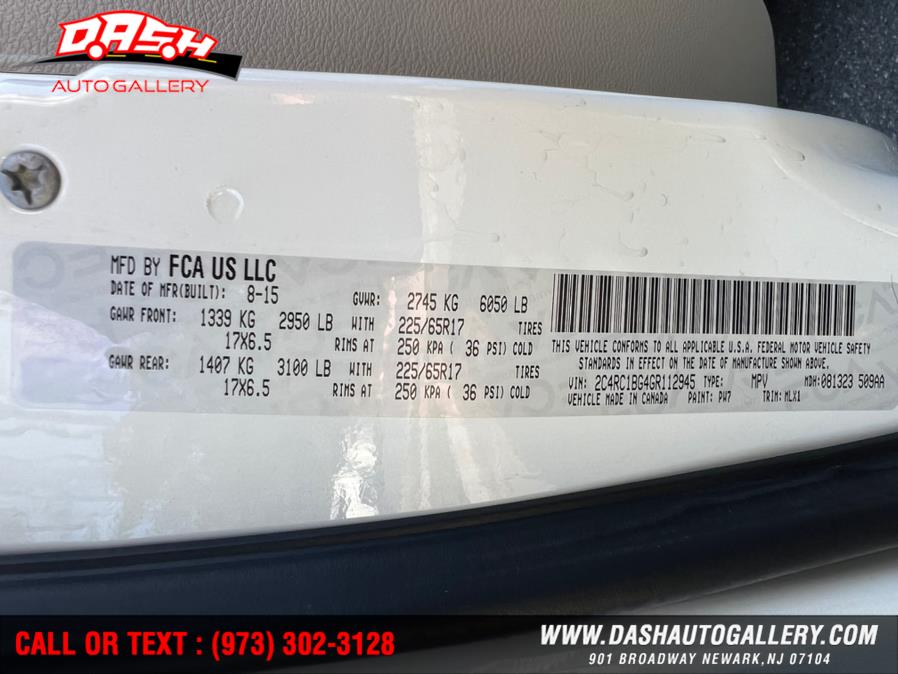 DASH
AUTO GALLERY
MFD BY FCA US LLC
DATE OF MFR(BUILT): 8-15 GVWR: 2745 KG 6050 LB
GAWR FRONT: 1339 KG 2950 LB WITH 225/65R17 TIRES
17X6.5 RIMS AT 250 KPA ( 36 PSI) COLD
GAWR REAR: 1407 KG 3100 LB WITH 225/65R17 TIRES
17X6.5 RIMS AT 250 KPA ( 36 PSI) COLD
THIS VEHICLE CONFORMS TO ALL APPLICABLE U.S.A. FEDERAL MOTOR VEHICLE SAFETY
STANDARDS IN EFFECT ON THE DATE OF MANUFACTURE SHOWN ABOVE.
VIN: 2C4RC1BG4GR112945 TYPE: MPV MDH: 081323 509AA
VEHICLE MADE IN CANADA PAINT: PW7 TRIM: MLX1
CALL OR TEXT : (973) 302-3128
WWW.DASHAUTOGALLERY.COM
901 BROADWAY NEWARK,NJ 07104